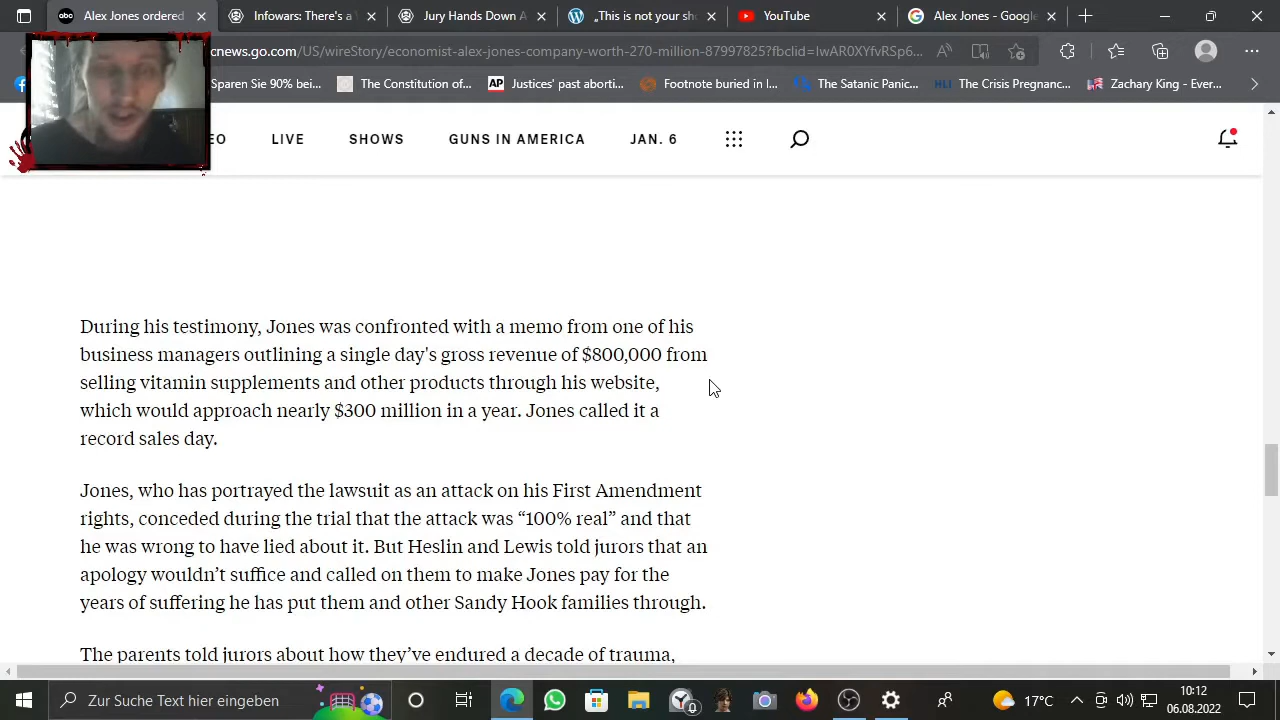 Alex Jones ordered
Infowars: There's a
Jury Hands Down A
„This is not your sho
YouTube
Alex Jones - Google
cnews.go.com/US/wireStory/economist-alex-jones-company-worth-270-million-87997825?fbclid=IwAR0XYfvRSp6...
Sparen Sie 90% bei...
The Constitution of...
AP
Justices' past aborti...
Footnote buried in l...
The Satanic Panic...
HLI
The Crisis Pregnanc...
Zachary King - Ever...
EO
LIVE
SHOWS
GUNS IN AMERICA
JAN. 6
During his testimony, Jones was confronted with a memo from one of his
business managers outlining a single day's gross revenue of $800,000 from
selling vitamin supplements and other products through his website,
which would approach nearly $300 million in a year. Jones called it a
record sales day.
Jones, who has portrayed the lawsuit as an attack on his First Amendment
rights, conceded during the trial that the attack was “100% real” and that
he was wrong to have lied about it. But Heslin and Lewis told jurors that an
apology wouldn’t suffice and called on them to make Jones pay for the
years of suffering he has put them and other Sandy Hook families through.
The parents told jurors about how they’ve endured a decade of trauma,
Zur Suche Text hier eingeben
17°C
10:12
06.08.2022